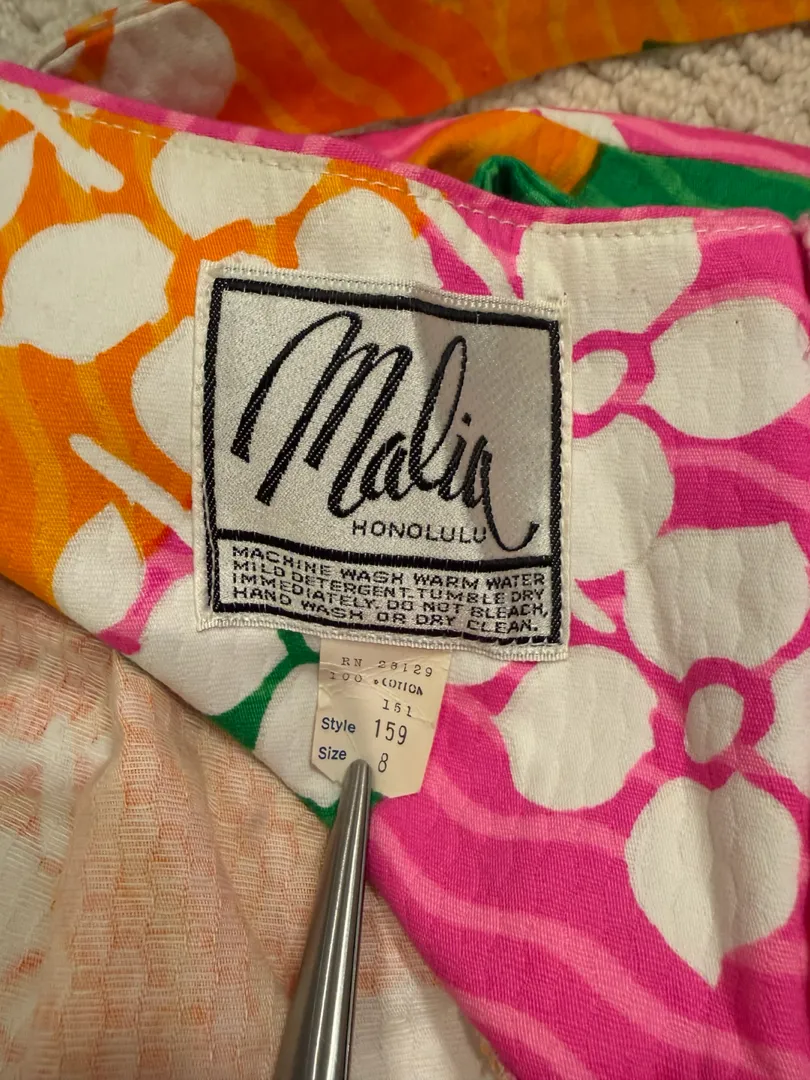 Malia
HONOLULU
MACHINE WASH WARM WATER
MILD DETERGENT. TUMBLE DRY
IMMEDIATELY. DO NOT BLEACH,
HAND WASH OR DRY CLEAN.
RN 28129
100 % COTTON
151
Style 159
Size 8